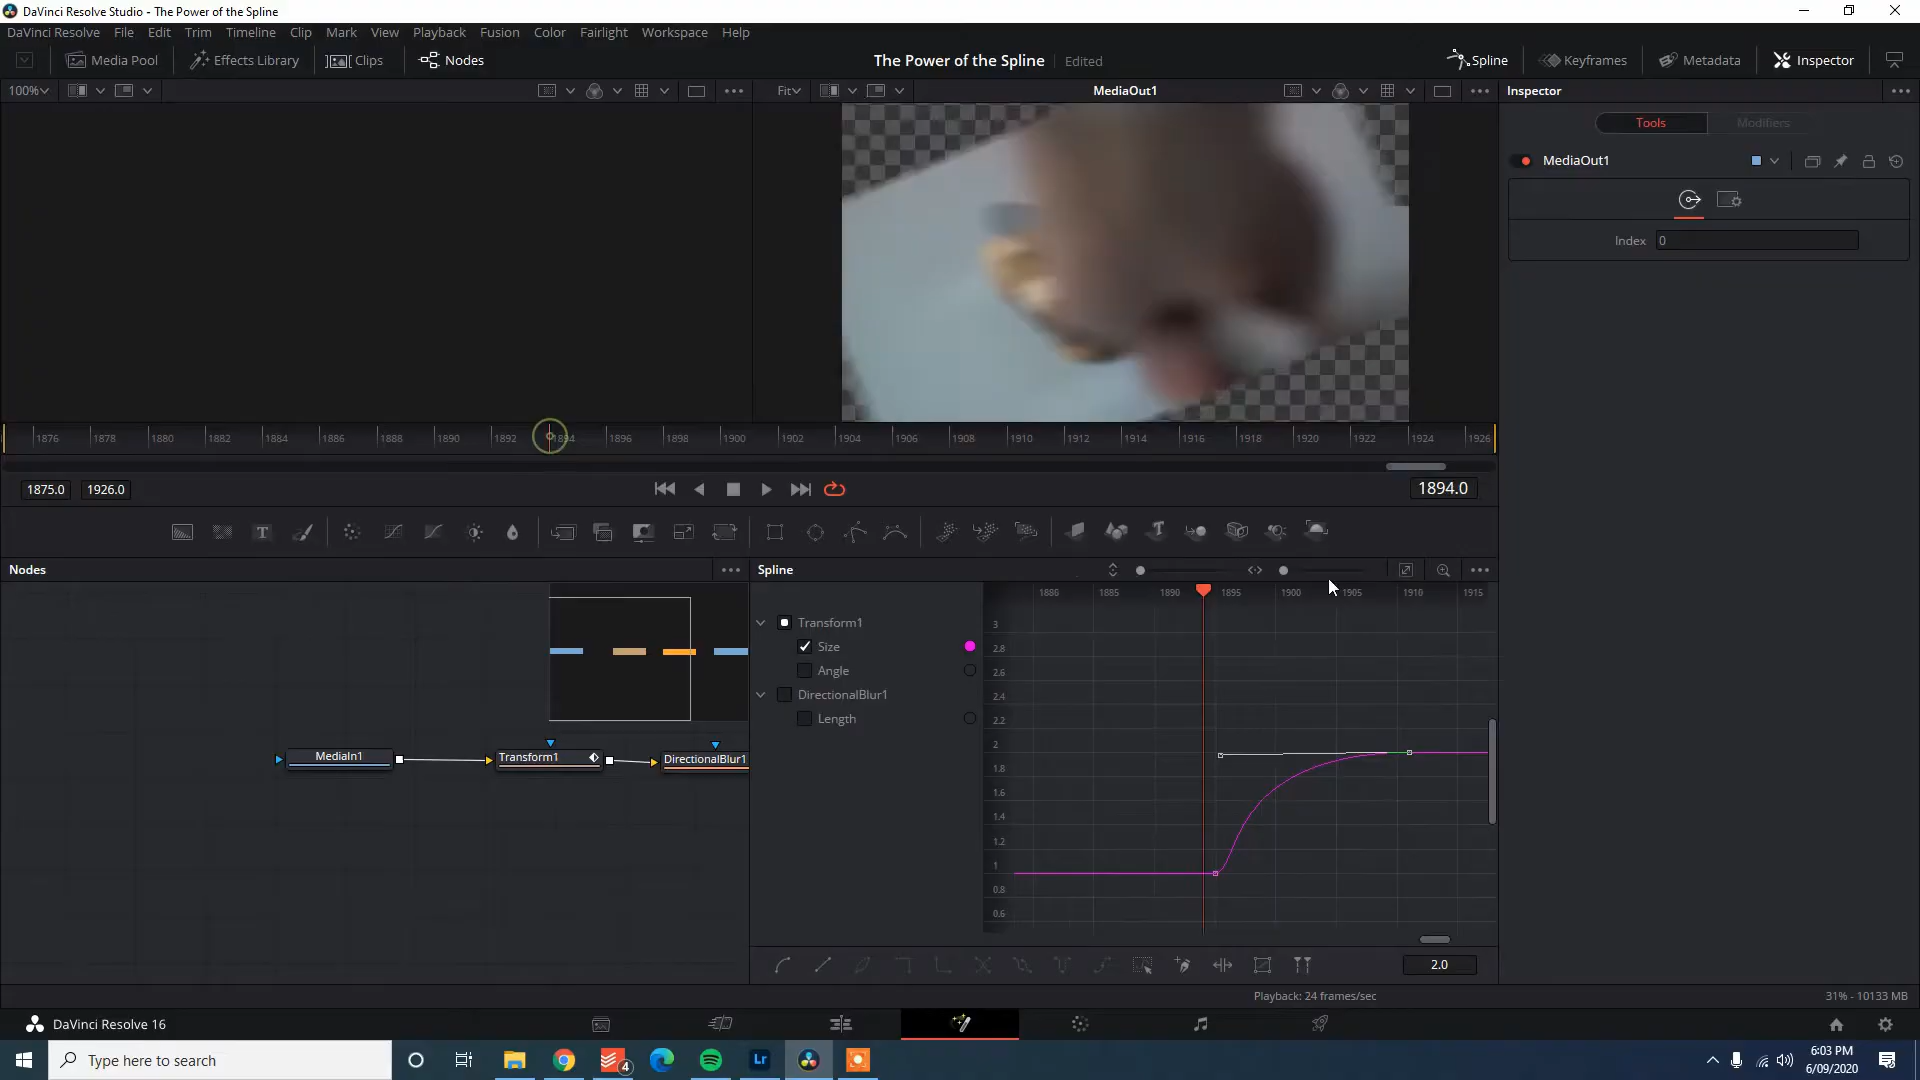 DaVinci Resolve Studio - The Power of the Spline
DaVinci Resolve File Edit Trim Timeline Clip Mark View Playback Fusion Color Fairlight Workspace Help
Media Pool Effects Library Clips Nodes The Power of the Spline Edited Spline Keyframes Metadata Inspector
100% Fit MediaOut1 Inspector
Tools Modifiers
MediaOut1
Index 0
1876 1878 1880 1882 1884 1886 1888 1890 1892 1894 1896 1898 1900 1902 1904 1906 1908 1910 1912 1914 1916 1918 1920 1922 1924 1926
1875.0 1926.0 1894.0
T
Nodes Spline
1880 1885 1890 1895 1900 1905 1910 1915
Transform1
Size
Angle
DirectionalBlur1
Length
3
2.8
2.6
2.4
2.2
2
1.8
1.6
1.4
1.2
1
0.8
0.6
MediaIn1 Transform1 DirectionalBlur1
2.0
Playback: 24 frames/sec 31% - 10133 MB
DaVinci Resolve 16
Type here to search 4 Lr 6:03 PM
6/09/2020